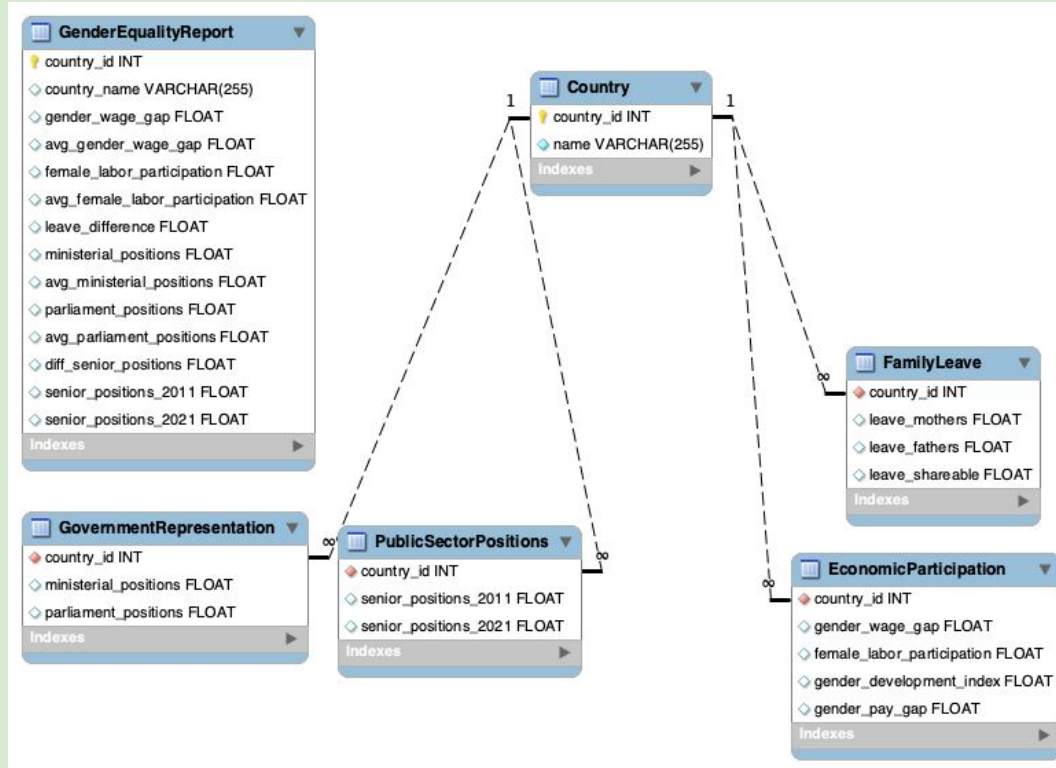 GenderEqualityReport
country_id INT
country_name VARCHAR(255)
gender_wage_gap FLOAT
avg_gender_wage_gap FLOAT
female_labor_participation FLOAT
avg_female_labor_participation FLOAT
leave_difference FLOAT
ministerial_positions FLOAT
avg_ministerial_positions FLOAT
parliament_positions FLOAT
avg_parliament_positions FLOAT
diff_senior_positions FLOAT
senior_positions_2011 FLOAT
senior_positions_2021 FLOAT
Indexes
1
Country
country_id INT
name VARCHAR(255)
Indexes
1
∞
FamilyLeave
country_id INT
leave_mothers FLOAT
leave_fathers FLOAT
leave_shareable FLOAT
Indexes
GovernmentRepresentation
country_id INT
ministerial_positions FLOAT
parliament_positions FLOAT
Indexes
∞
PublicSectorPositions
country_id INT
senior_positions_2011 FLOAT
senior_positions_2021 FLOAT
Indexes
∞
∞
EconomicParticipation
country_id INT
gender_wage_gap FLOAT
female_labor_participation FLOAT
gender_development_index FLOAT
gender_pay_gap FLOAT
Indexes